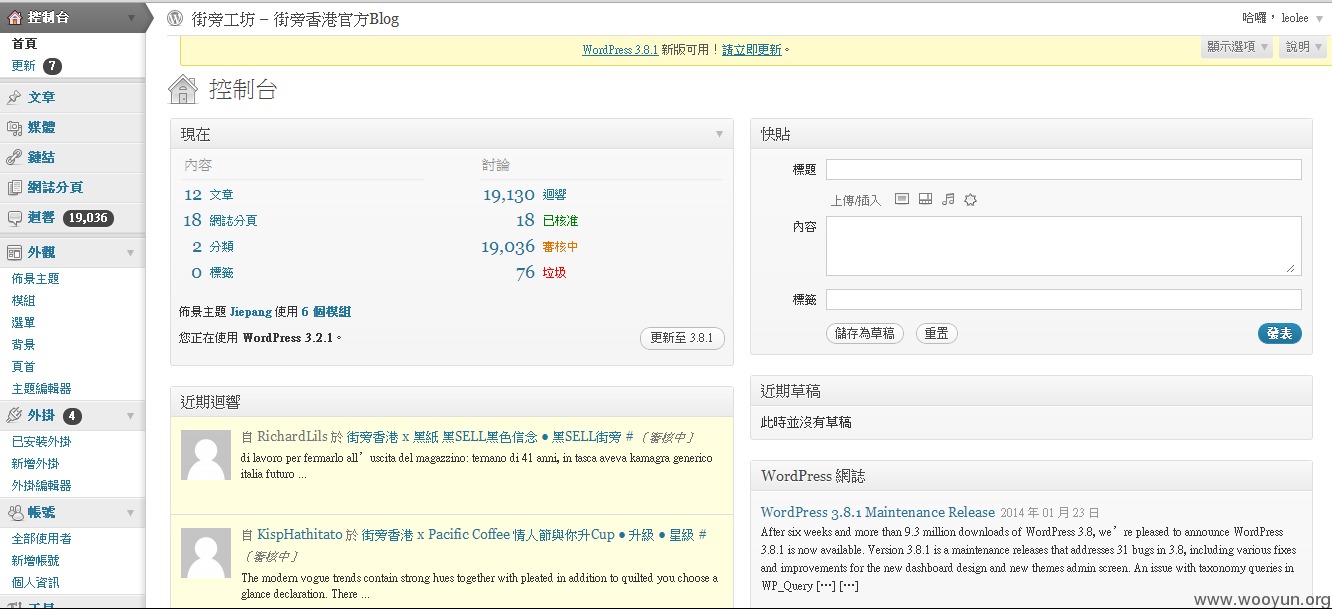 控制台
首頁
更新 7
文章
媒體
鏈結
網誌分頁
迴響 19,036
外觀
佈景主題
模組
選單
背景
頁首
主題編輯器
外掛 4
已安裝外掛
新增外掛
外掛編輯器
帳號
全部使用者
新增帳號
個人資訊
工具
街旁工坊 – 街旁香港官方Blog
哈囉， leolee
WordPress 3.8.1 新版可用！請立即更新。
顯示選項
說明
控制台
現在
內容
12 文章
18 網誌分頁
2 分類
0 標籤
討論
19,130 迴響
18 已核准
19,036 審核中
76 垃圾
佈景主題 Jiepang 使用 6 個模組
您正在使用 WordPress 3.2.1。
更新至 3.8.1
近期迴響
自 RichardLils 於 街旁香港 x 黑紙 黑SELL黑色信念 ● 黑SELL街旁 # 〔審核中〕
di lavoro per fermarlo all’uscita del magazzino: ternano di 41 anni, in tasca aveva kamagra generico
italia futuro ...
自 KispHathitato 於 街旁香港 x Pacific Coffee 情人節與你升Cup ● 升級 ● 星級 #
〔審核中〕
The modern vogue trends contain strong hues together with pleated in addition to quilted you choose a
glance declaration. There ...
快貼
標題
上傳/插入
內容
標籤
儲存為草稿
重置
發表
近期草稿
此時並沒有草稿
WordPress 網誌
WordPress 3.8.1 Maintenance Release 2014 年 01 月 23 日
After six weeks and more than 9.3 million downloads of WordPress 3.8, we’re pleased to announce WordPress
3.8.1 is now available. Version 3.8.1 is a maintenance releases that addresses 31 bugs in 3.8, including various fixes
and improvements for the new dashboard design and new themes admin screen. An issue with taxonomy queries in
WP_Query [•••] [•••]
www.wooyun.org